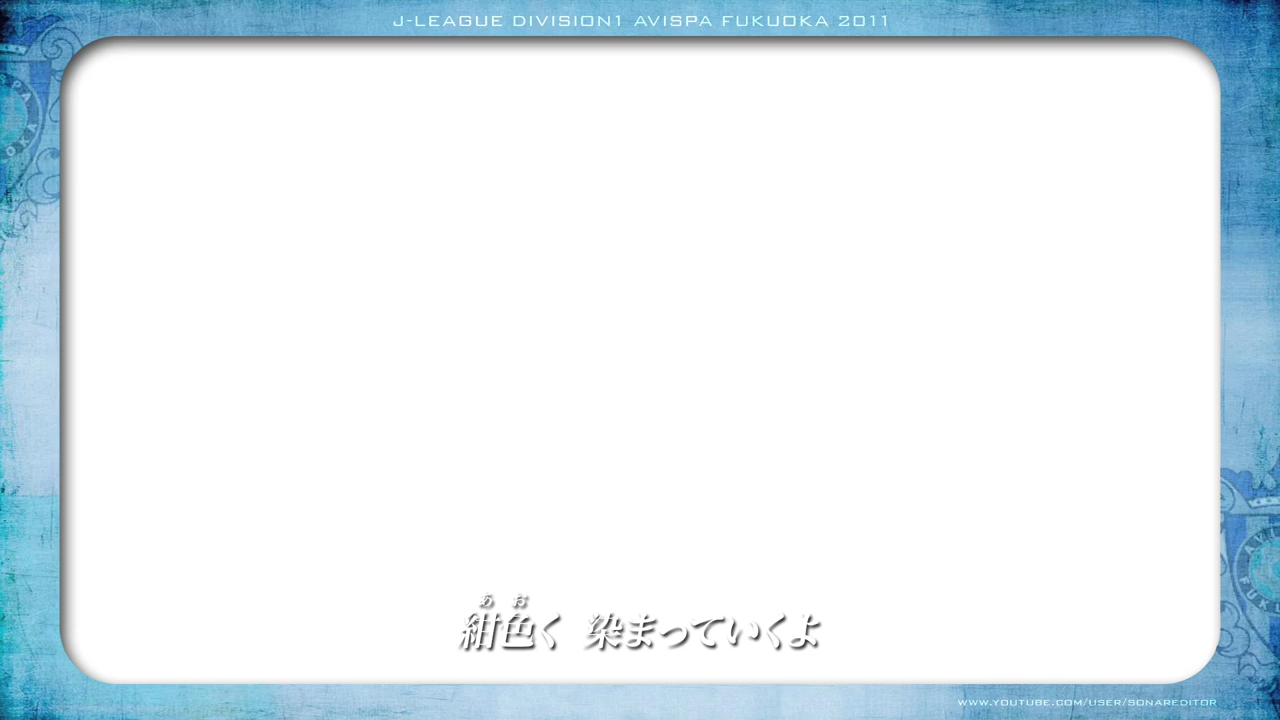 J-LEAGUE DIVISION1 AVISPA FUKUOKA 2011
あお
紺色く 染まっていくよ
WWW.YOUTUBE.COM/USER/SONAREDITOR